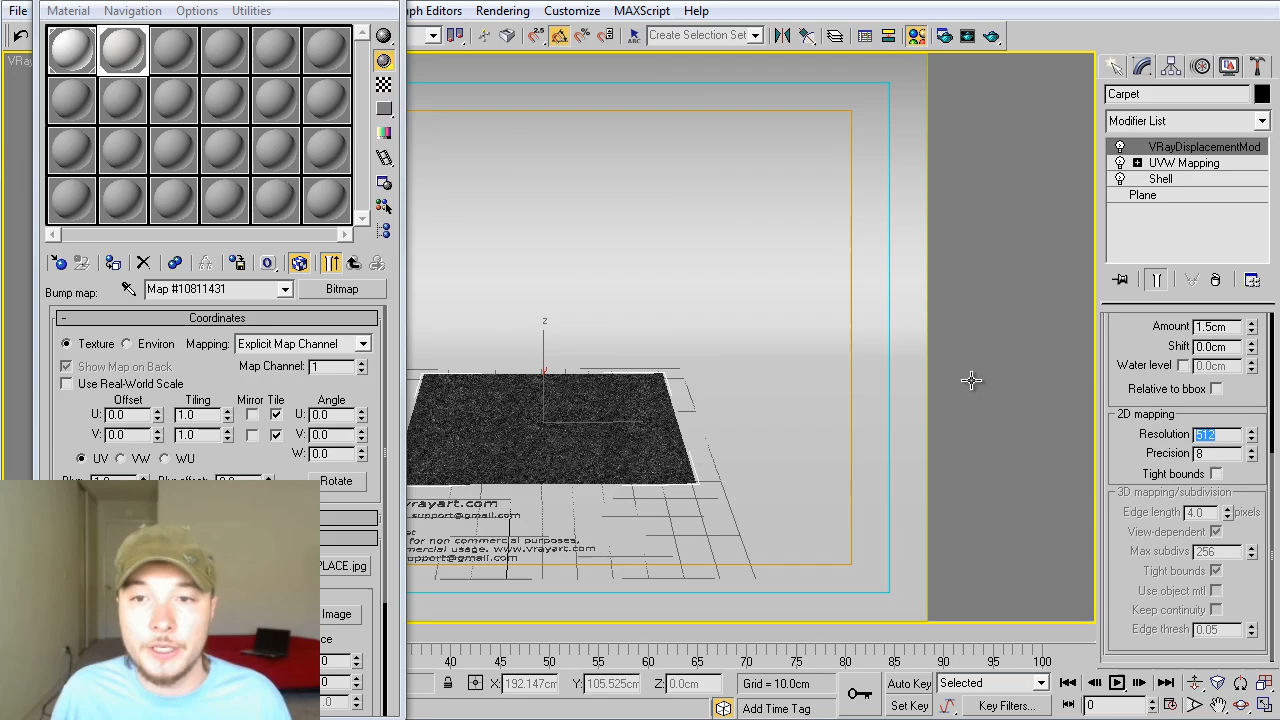 Material Navigation Options Utilities
File
ph Editors Rendering Customize MAXScript Help
2.5
Create Selection Set
VRay
Carpet
Modifier List
VRayDisplacementMod
UVW Mapping
Shell
Plane
Bump map:
Map #10811431
Bitmap
Coordinates
Texture Environ Mapping: Explicit Map Channel
Show Map on Back Map Channel: 1
Use Real-World Scale
Offset Tiling Mirror Tile Angle
U: 0.0 1.0 U: 0.0
V: 0.0 1.0 V: 0.0
W: 0.0
UV VW WU
Rotate
PLACE.jpg
Image
z
vrayart.com
support@gmail.com
for non commercial purposes,
mercial usage. www.vrayart.com
upport@gmail.com
Amount 1.5cm
Shift 0.0cm
Water level 0.0cm
Relative to bbox
2D mapping
Resolution 512
Precision 8
Tight bounds
3D mapping/subdivision
Edge length 4.0 pixels
View-dependent
Max subdivs 256
Tight bounds
Use object mtl
Keep continuity
Edge thresh 0.05
40 45 50 55 60 65 70 75 80 85 90 95 100
X: 192.147cm Y: 105.525cm Z: 0.0cm Grid = 10.0cm
Auto Key Selected
Add Time Tag
Set Key Key Filters...
0